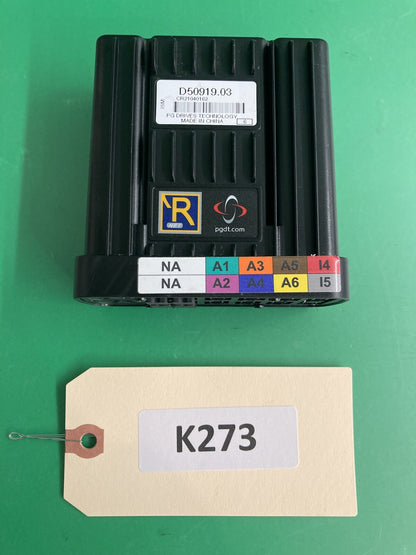 D50919.03
CR21040162
PG DRIVES TECHNOLOGY
MADE IN CHINA
R
pgdt.com
NA A1 A3 A5 I4
NA A2 A4 A6 I5
K273